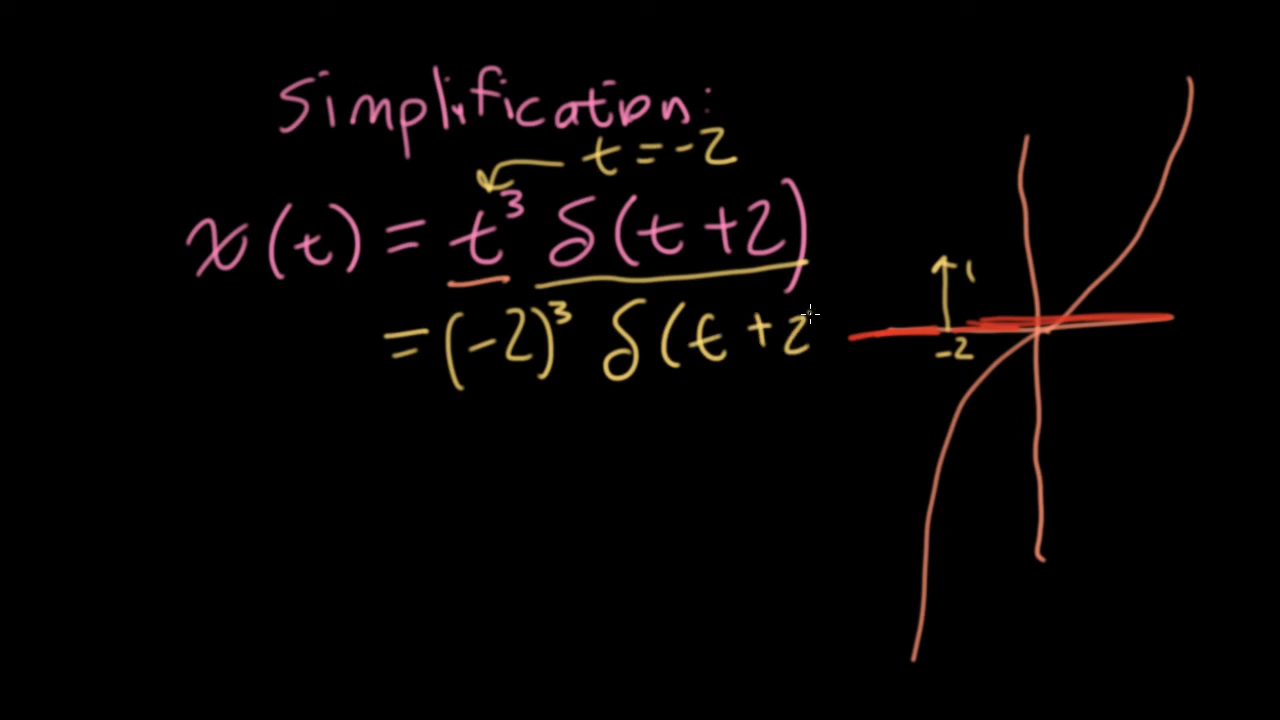 Simplification:
t = -2
x(t) = t³ δ(t+2)
= (-2)³ δ(t+2
1
-2